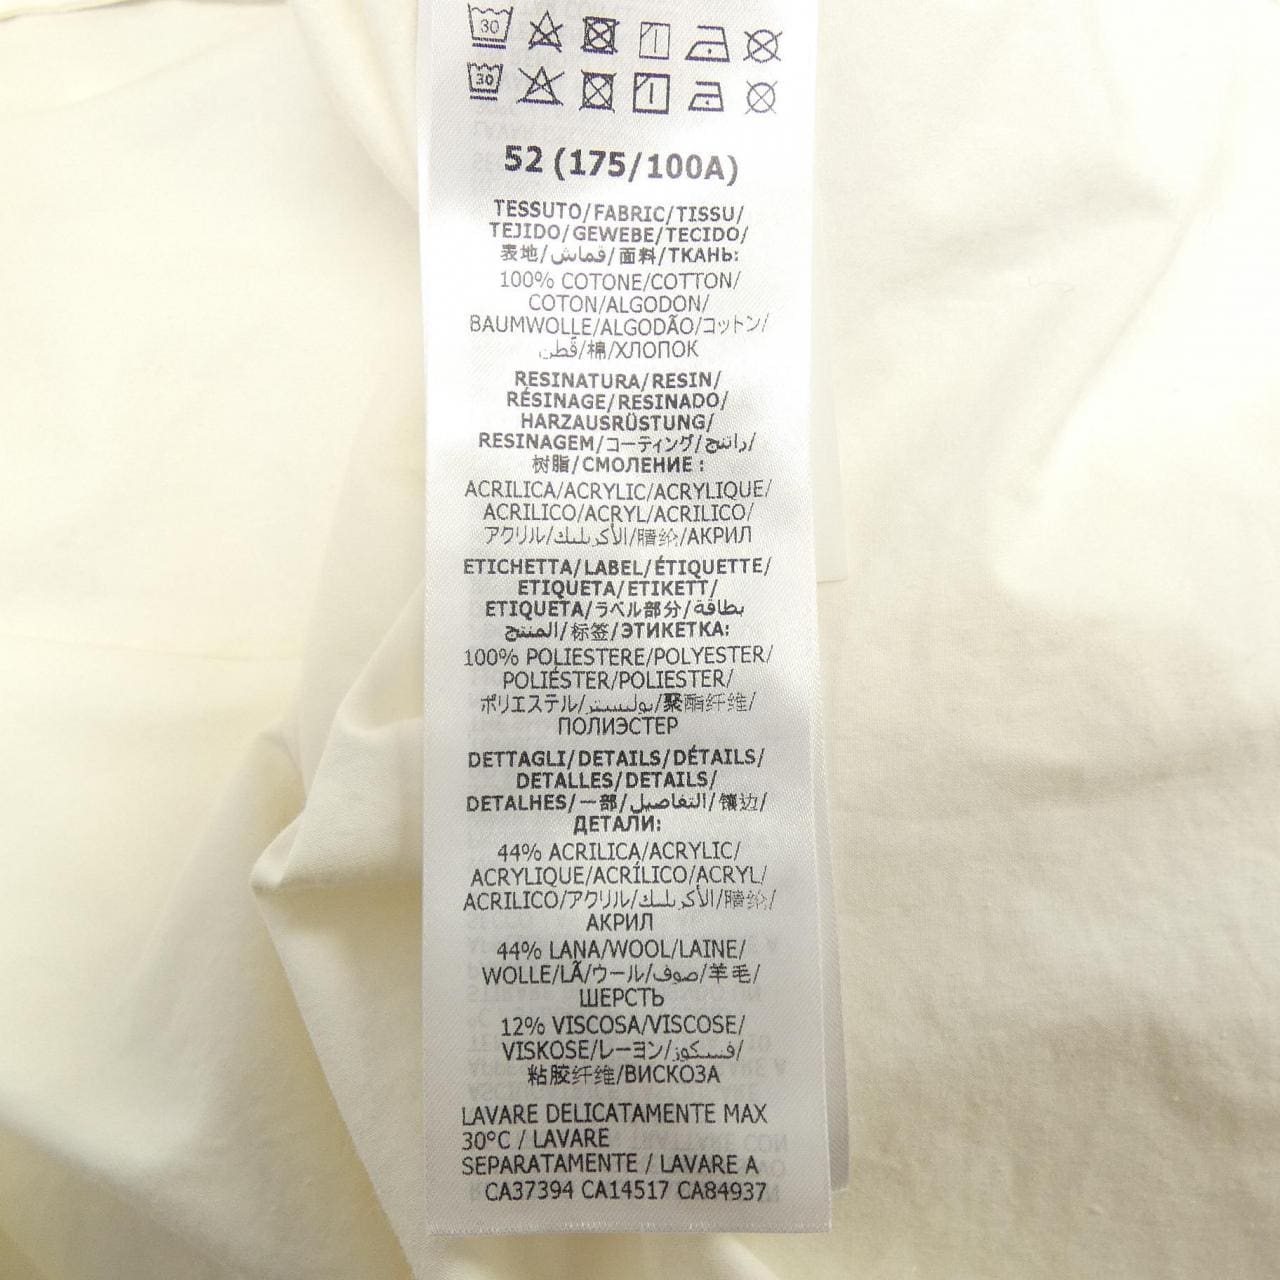 30
30
52 (175/100A)
TESSUTO/FABRIC/TISSU/
TEJIDO/GEWEBE/TECIDO/
表地/قماش/面料/ТКАНЬ:
100% COTONE/COTTON/
COTON/ALGODON/
BAUMWOLLE/ALGODÃO/コットン/
قطن/棉/ХЛОПОК
RESINATURA/RESIN/
RÉSINAGE/RESINADO/
HARZAUSRÜSTUNG/
RESINAGEM/コーティング/راتنج/
树脂/СМОЛЕНИЕ :
ACRILICA/ACRYLIC/ACRYLIQUE/
ACRILICO/ACRYL/ACRILICO/
アクリル/الأكريليك/腈纶/АКРИЛ
ETICHETTA/LABEL/ÉTIQUETTE/
ETIQUETA/ETIKETT/
ETIQUETA/ラベル部分/بطاقة
المنتج/标签/ЭТИКЕТКА:
100% POLIESTERE/POLYESTER/
POLIÉSTER/POLIESTER/
ポリエステル/بوليستر/聚酯纤维/
ПОЛИЭСТЕР
DETTAGLI/DETAILS/DÉTAILS/
DETALLES/DETAILS/
DETALHES/一部/التفاصيل/镶边/
ДЕТАЛИ:
44% ACRILICA/ACRYLIC/
ACRYLIQUE/ACRÍLICO/ACRYL/
ACRILICO/アクリル/الأكريليك/腈纶/
АКРИЛ
44% LANA/WOOL/LAINE/
WOLLE/LÃ/ウール/صوف/羊毛/
ШЕРСТЬ
12% VISCOSA/VISCOSE/
VISKOSE/レーヨン/فسكوز/
粘胶纤维/ВИСКОЗА
LAVARE DELICATAMENTE MAX
30°C / LAVARE
SEPARATAMENTE / LAVARE A
CA37394 CA14517 CA84937